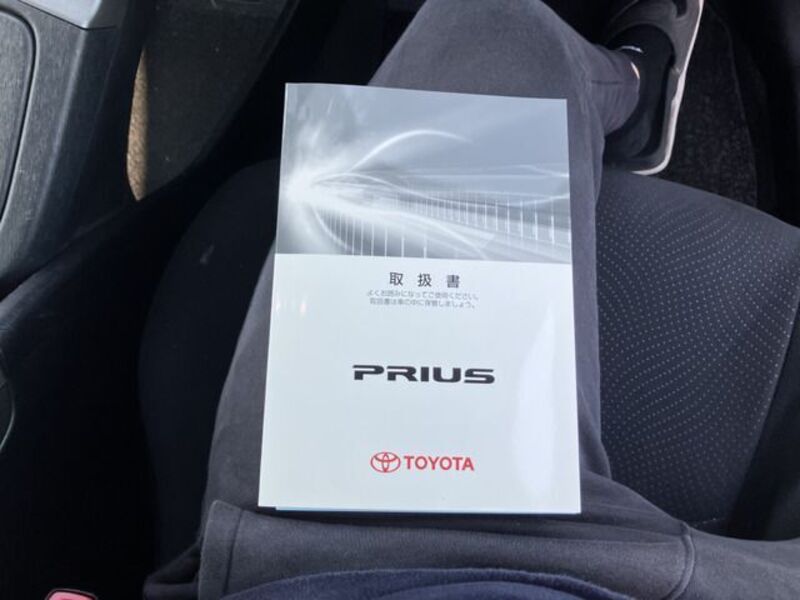 取扱書
よくお読みになってご使用ください。
取扱書は車の中に保管しましょう。
PRIUS
TOYOTA